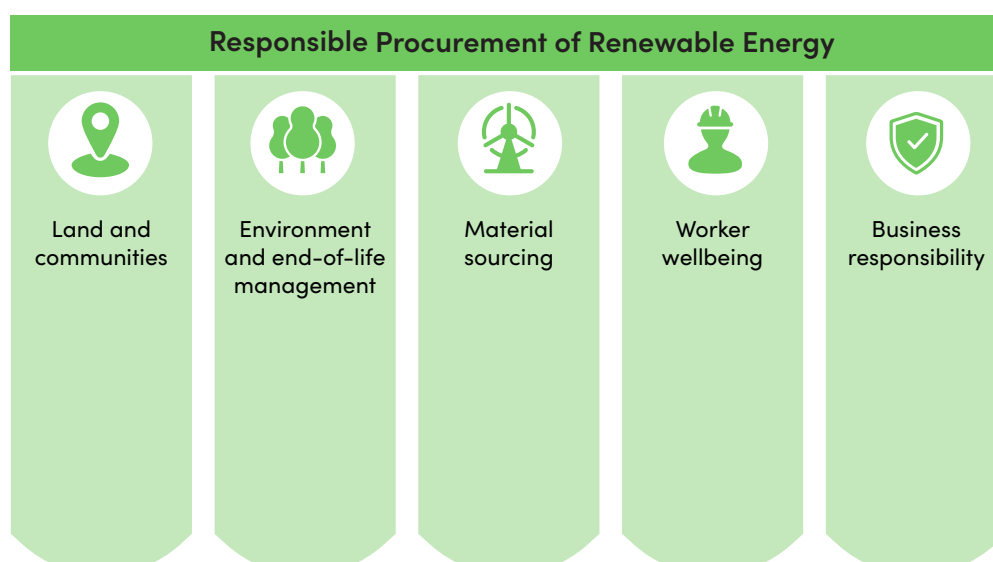 Responsible Procurement of Renewable Energy
Land and
communities
Environment
and end-of-life
management
Material
sourcing
Worker
wellbeing
Business
responsibility